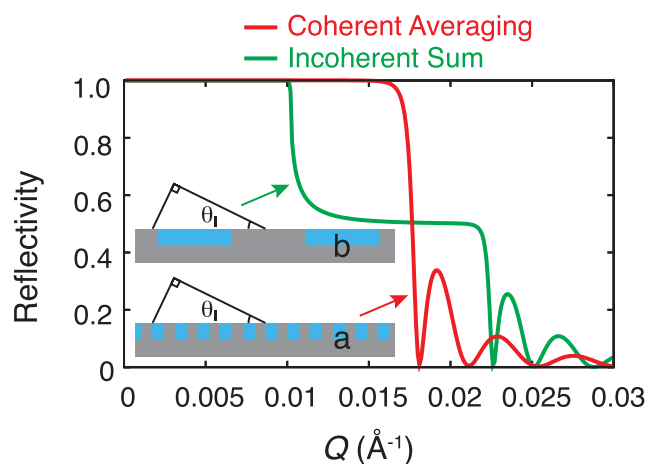 Coherent Averaging
Incoherent Sum
1.0
0.8
0.6
0.4
0.2
0
Reflectivity
θI
b
θI
a
0 0.005 0.01 0.015 0.02 0.025 0.03
Q (Å-1)